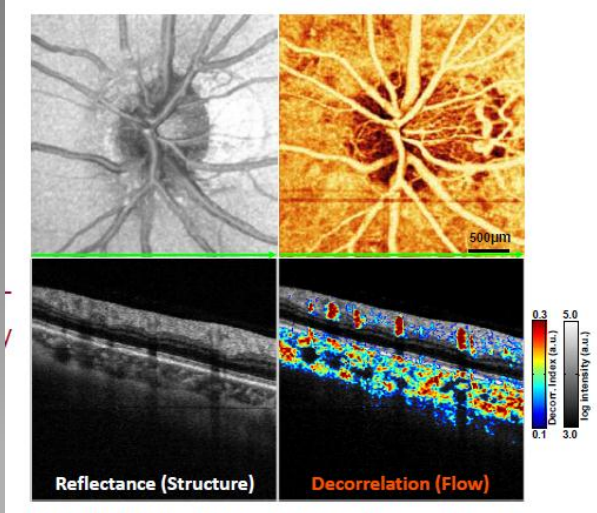 500μm
Reflectance (Structure)
Decorrelation (Flow)
0.3
Decorr. Index (a.u.)
0.1
5.0
log intensity (a.u.)
3.0